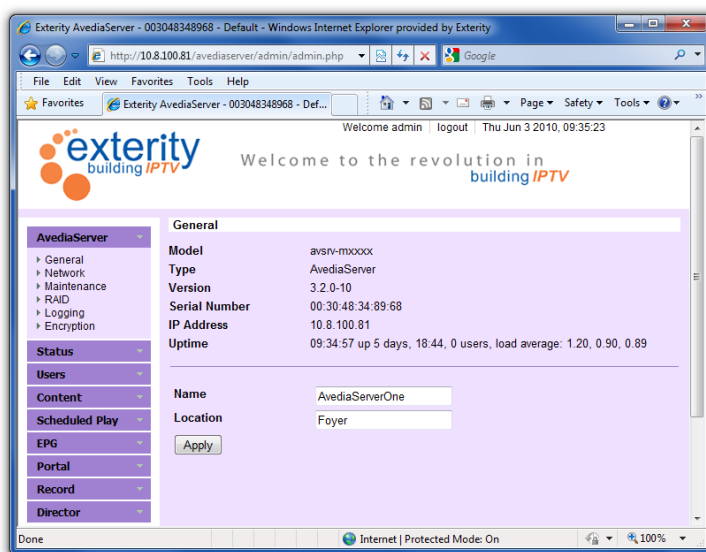 Exterity AvediaServer - 003048348968 - Default - Windows Internet Explorer provided by Exterity
http://10.8.100.81/avediaserver/admin/admin.php Google
File Edit View Favorites Tools Help
Favorites Exterity AvediaServer - 003048348968 - Def... Page Safety Tools
Welcome admin logout Thu Jun 3 2010, 09:35:23
exterity
building IPTV
Welcome to the revolution in
building IPTV
AvediaServer
General
Network
Maintenance
RAID
Logging
Encryption
Status
Users
Content
Scheduled Play
EPG
Portal
Record
Director
General
Model avsrv-mxxxx
Type AvediaServer
Version 3.2.0-10
Serial Number 00:30:48:34:89:68
IP Address 10.8.100.81
Uptime 09:34:57 up 5 days, 18:44, 0 users, load average: 1.20, 0.90, 0.89
Name AvediaServerOne
Location Foyer
Apply
Done Internet | Protected Mode: On 100%